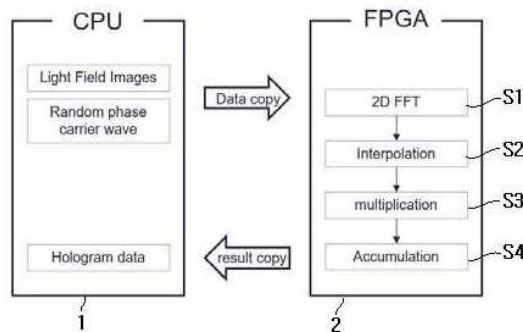 CPU
Light Field Images
Random phase
carrier wave
Hologram data
1
Data copy
result copy
FPGA
2D FFT
S1
Interpolation
S2
multiplication
S3
Accumulation
S4
2